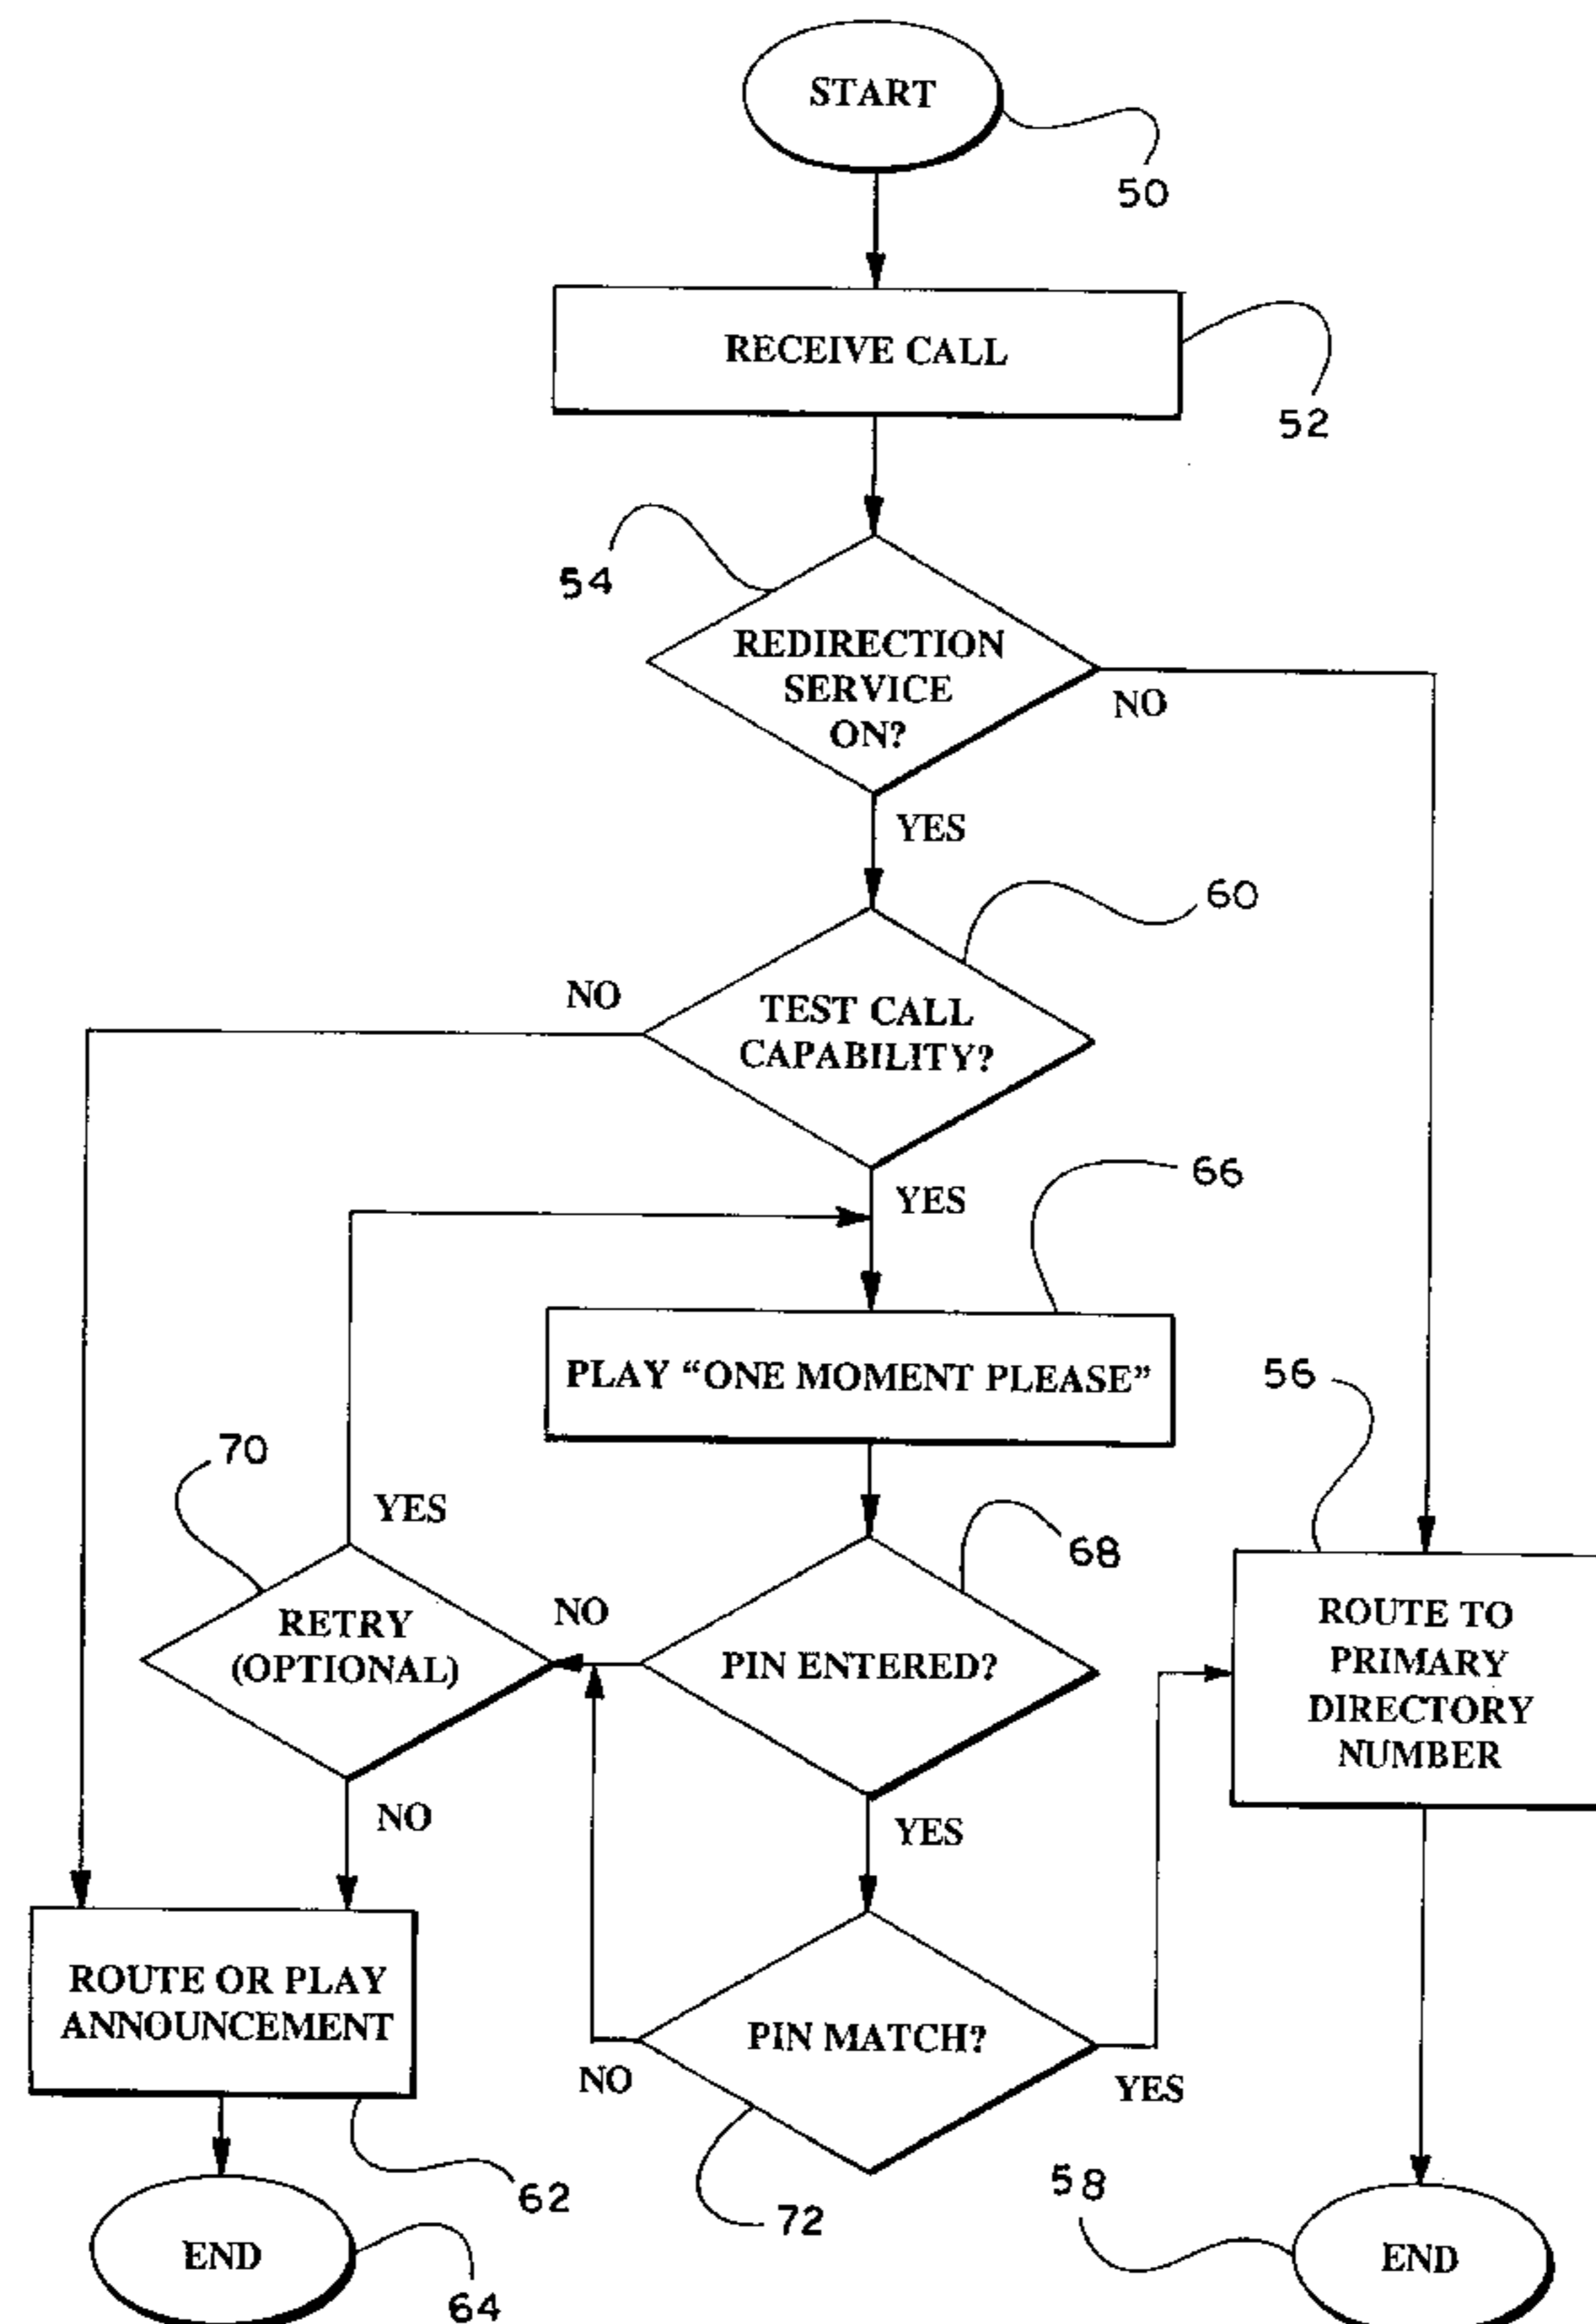 START
50
RECEIVE CALL
52
54
REDIRECTION
SERVICE
ON?
NO
YES
60
NO
TEST CALL
CAPABILITY?
YES
66
PLAY “ONE MOMENT PLEASE”
56
70
YES
68
RETRY
(OPTIONAL)
NO
PIN ENTERED?
ROUTE TO
PRIMARY
DIRECTORY
NUMBER
NO
YES
ROUTE OR PLAY
ANNOUNCEMENT
PIN MATCH?
NO
YES
62
72
58
END
64
END